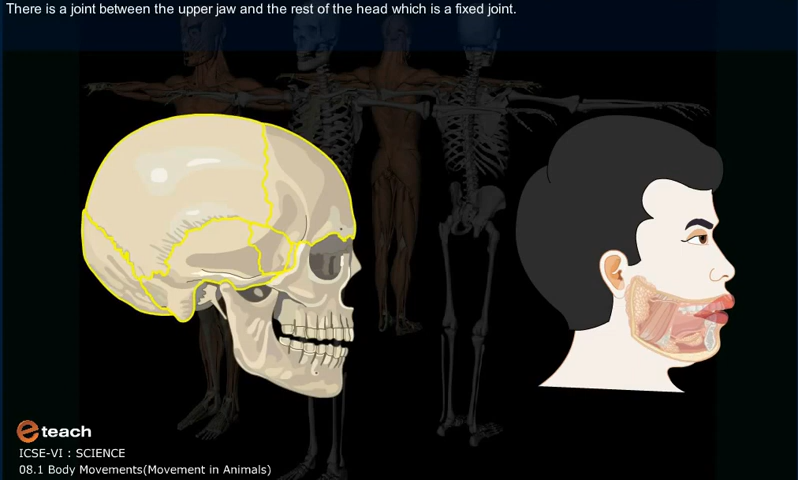 There is a joint between the upper jaw and the rest of the head which is a fixed joint.
e teach
ICSE-VI : SCIENCE
08.1 Body Movements(Movement in Animals)